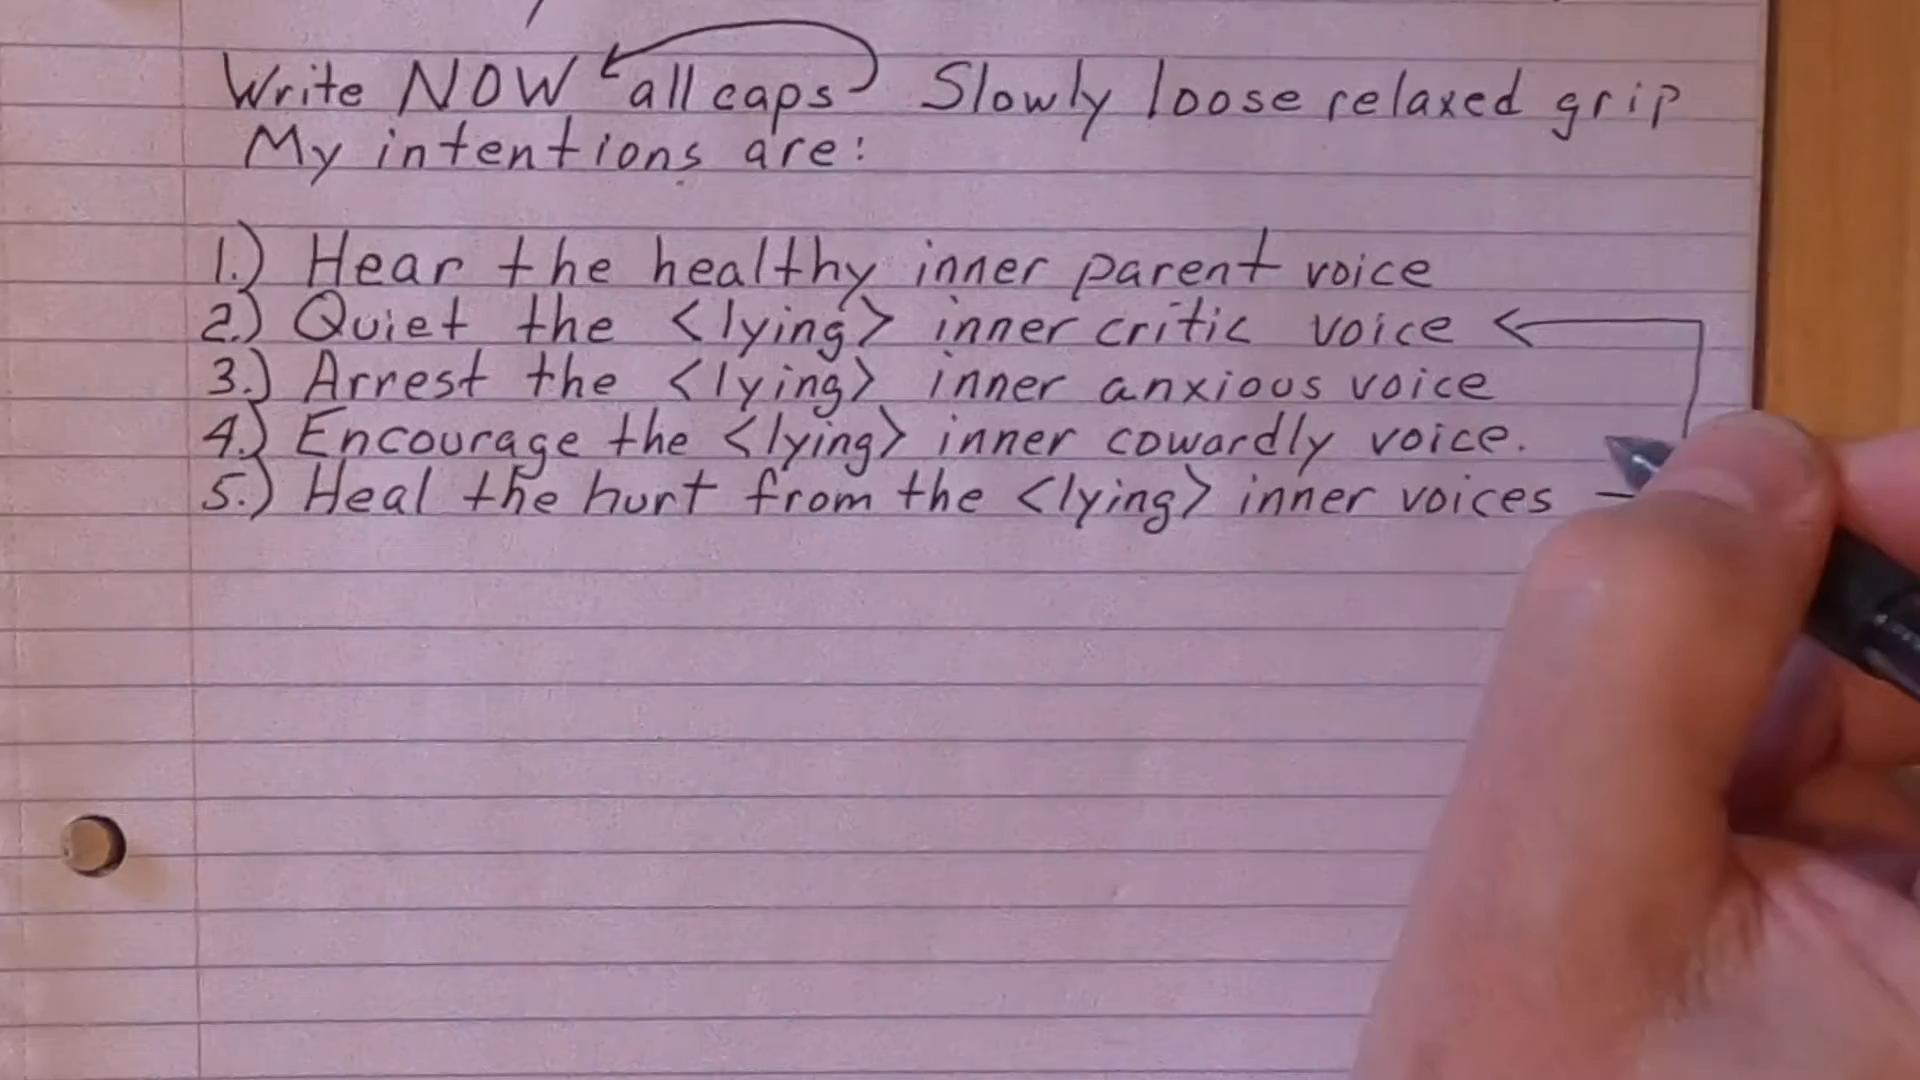 Write NOW all caps Slowly loose relaxed grip
My intentions are:
1.) Hear the healthy inner parent voice
2.) Quiet the <lying> inner critic voice
3.) Arrest the <lying> inner anxious voice
4.) Encourage the <lying> inner cowardly voice.
5.) Heal the hurt from the <lying> inner voices